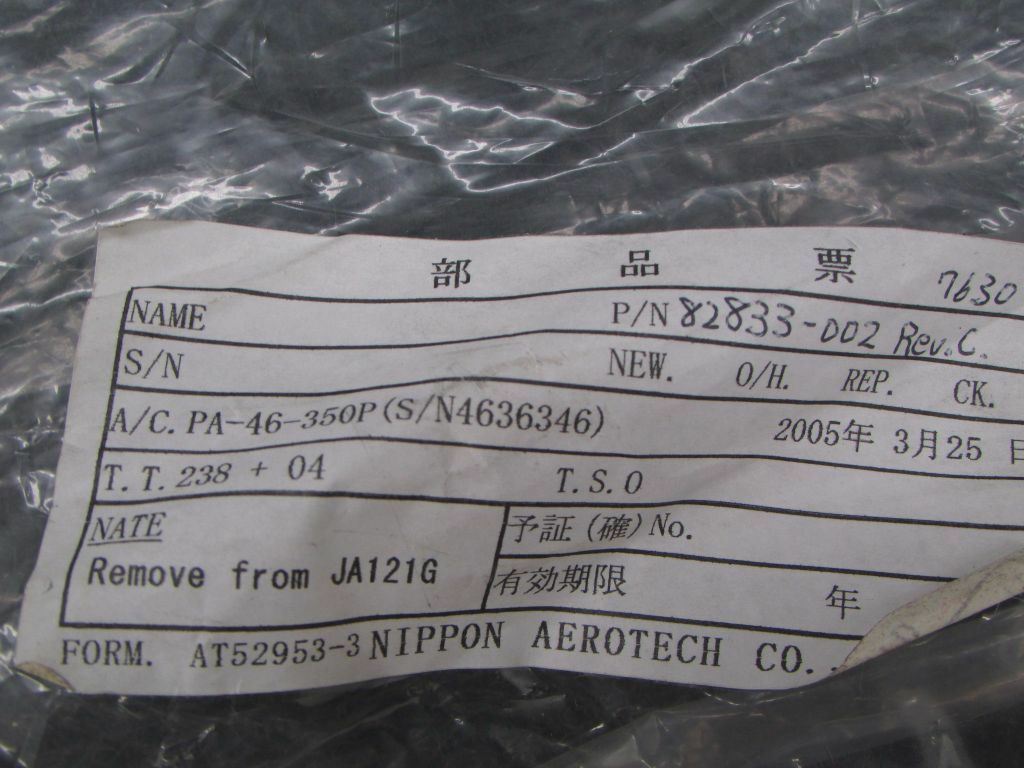 部 品 票 7630
NAME P/N 82833-002 Rev.C.
S/N NEW. O/H. REP. CK.
A/C. PA-46-350P(S/N4636346) 2005年 3月25 日
T.T. 238 + 04 T.S.O
NATE 予証(確)No.
Remove from JA121G 有効期限 年
FORM. AT52953-3 NIPPON AEROTECH CO.,